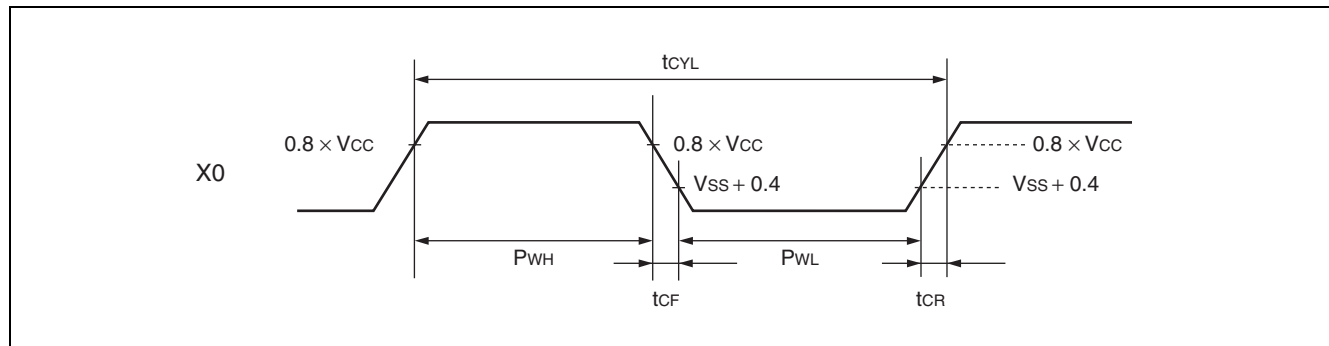 tCYL
0.8 × VCC
0.8 × VCC
0.8 × VCC
X0
VSS + 0.4
VSS + 0.4
PWH
PWL
tCF
tCR